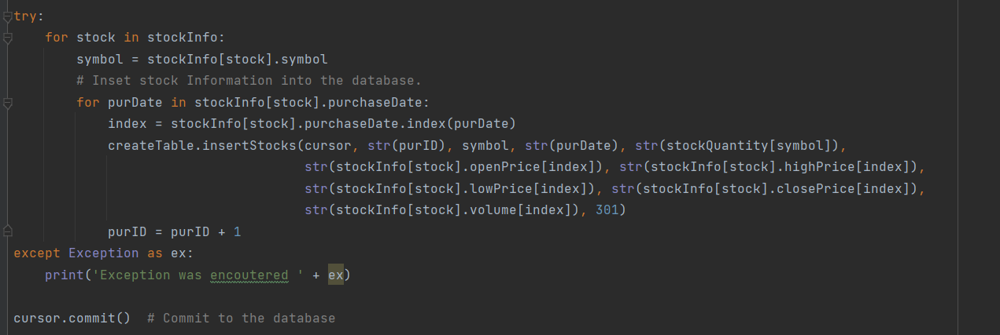 try:
    for stock in stockInfo:
        symbol = stockInfo[stock].symbol
        # Inset stock Information into the database.
        for purDate in stockInfo[stock].purchaseDate:
            index = stockInfo[stock].purchaseDate.index(purDate)
            createTable.insertStocks(cursor, str(purID), symbol, str(purDate), str(stockQuantity[symbol]),
                                     str(stockInfo[stock].openPrice[index]), str(stockInfo[stock].highPrice[index]),
                                     str(stockInfo[stock].lowPrice[index]), str(stockInfo[stock].closePrice[index]),
                                     str(stockInfo[stock].volume[index]), 301)
            purID = purID + 1
except Exception as ex:
    print('Exception was encoutered ' + ex)

cursor.commit()  # Commit to the database